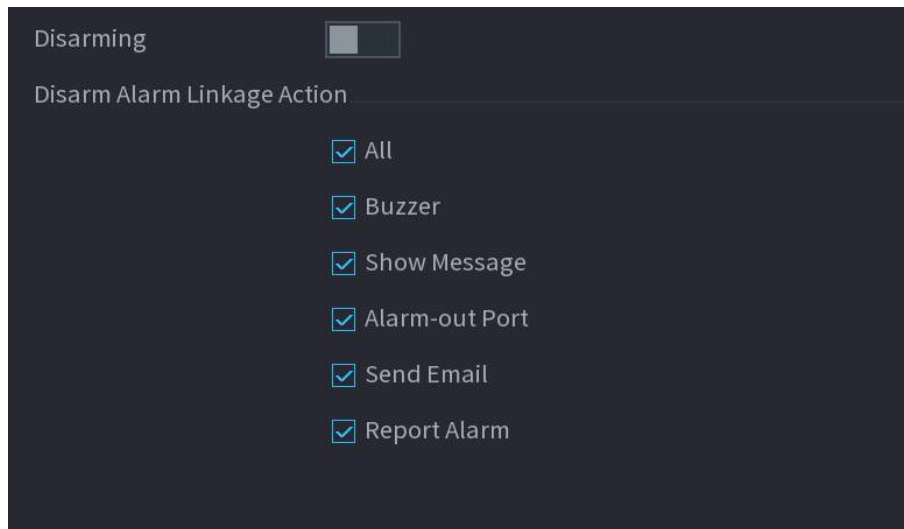 Disarming
Disarm Alarm Linkage Action
All
Buzzer
Show Message
Alarm-out Port
Send Email
Report Alarm